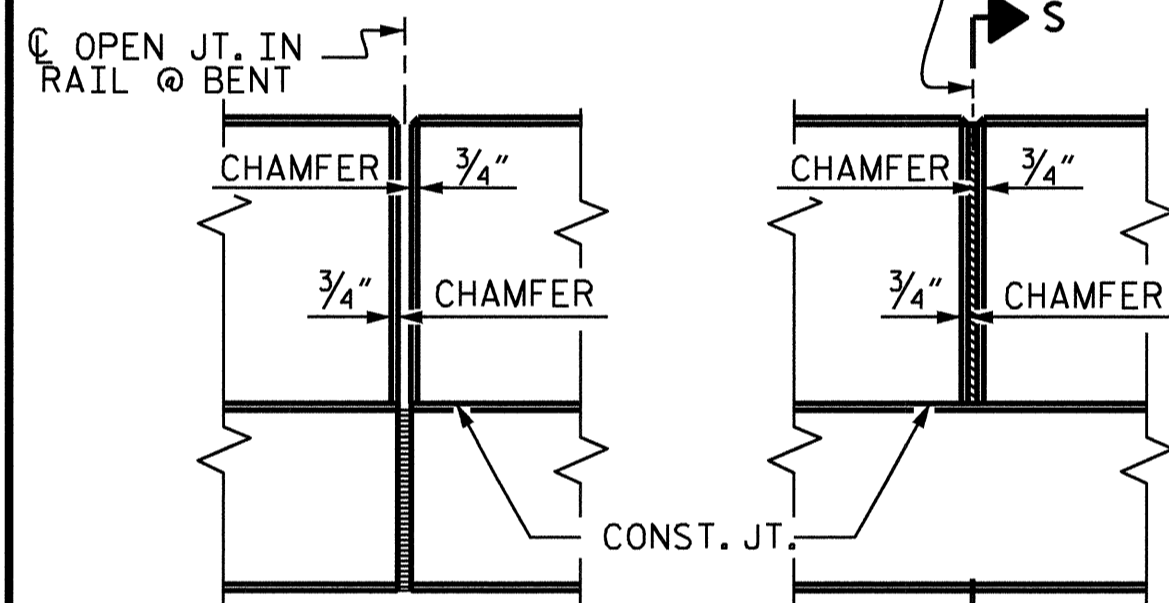 ℄ OPEN JT. IN
RAIL @ BENT
S
CHAMFER 3/4"
CHAMFER 3/4"
3/4" CHAMFER
3/4" CHAMFER
CONST. JT.